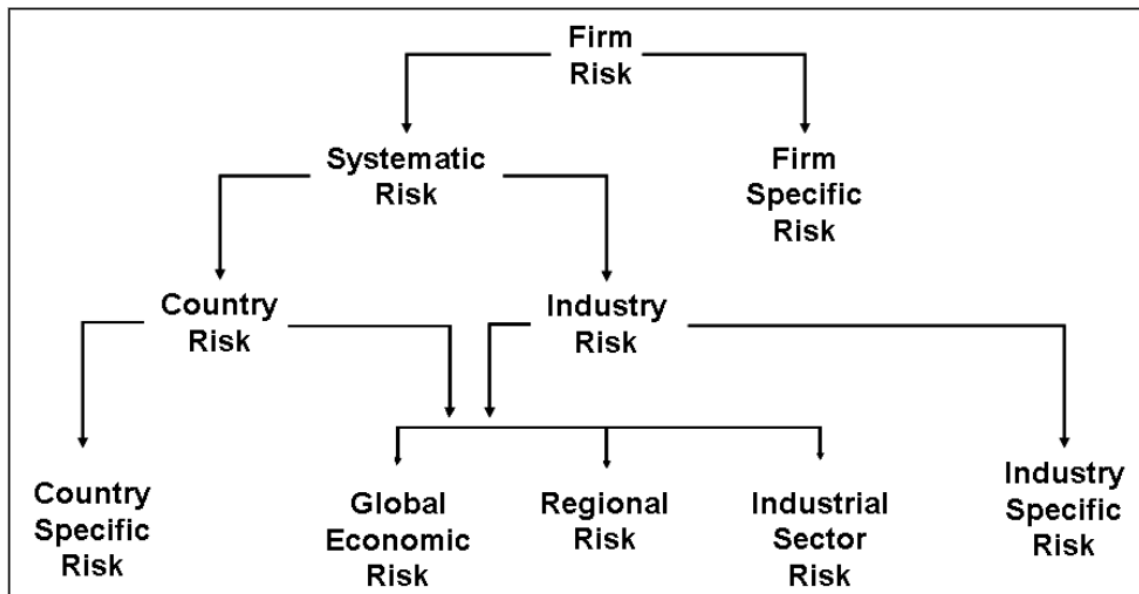 Firm
Risk
Systematic
Risk
Firm
Specific
Risk
Country
Risk
Industry
Risk
Country
Specific
Risk
Global
Economic
Risk
Regional
Risk
Industrial
Sector
Risk
Industry
Specific
Risk